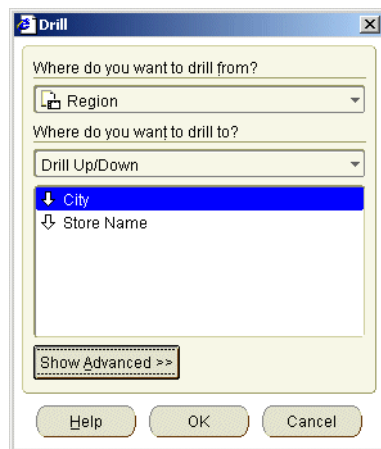 Drill
Where do you want to drill from?
Region
Where do you want to drill to?
Drill Up/Down
City
Store Name
Show Advanced >>
Help OK Cancel